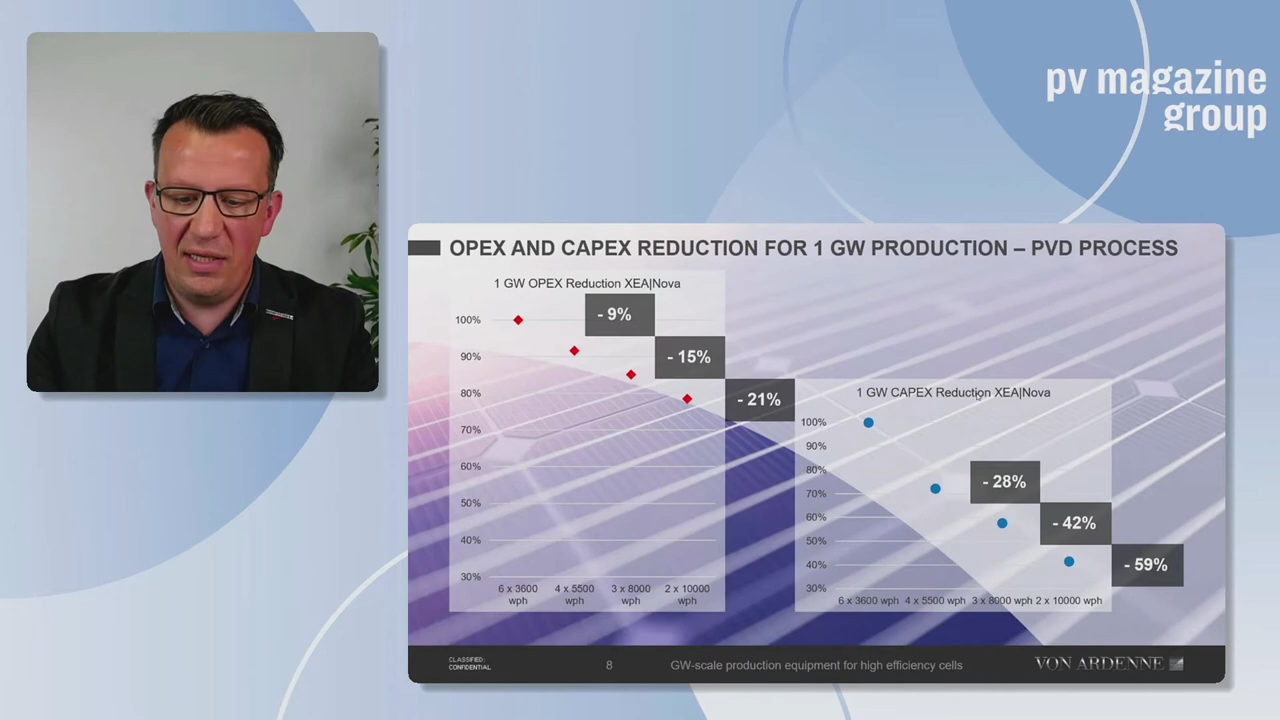 pv magazine
group
OPEX AND CAPEX REDUCTION FOR 1 GW PRODUCTION – PVD PROCESS
1 GW OPEX Reduction XEA|Nova
100%
90%
80%
70%
60%
50%
40%
30%
- 9%
- 15%
- 21%
6 x 3600 wph
4 x 5500 wph
3 x 8000 wph
2 x 10000 wph
1 GW CAPEX Reduction XEA|Nova
100%
90%
80%
70%
60%
50%
40%
30%
- 28%
- 42%
- 59%
6 x 3600 wph 4 x 5500 wph 3 x 8000 wph 2 x 10000 wph
CLASSIFIED:
CONFIDENTIAL
8
GW-scale production equipment for high efficiency cells
VON ARDENNE